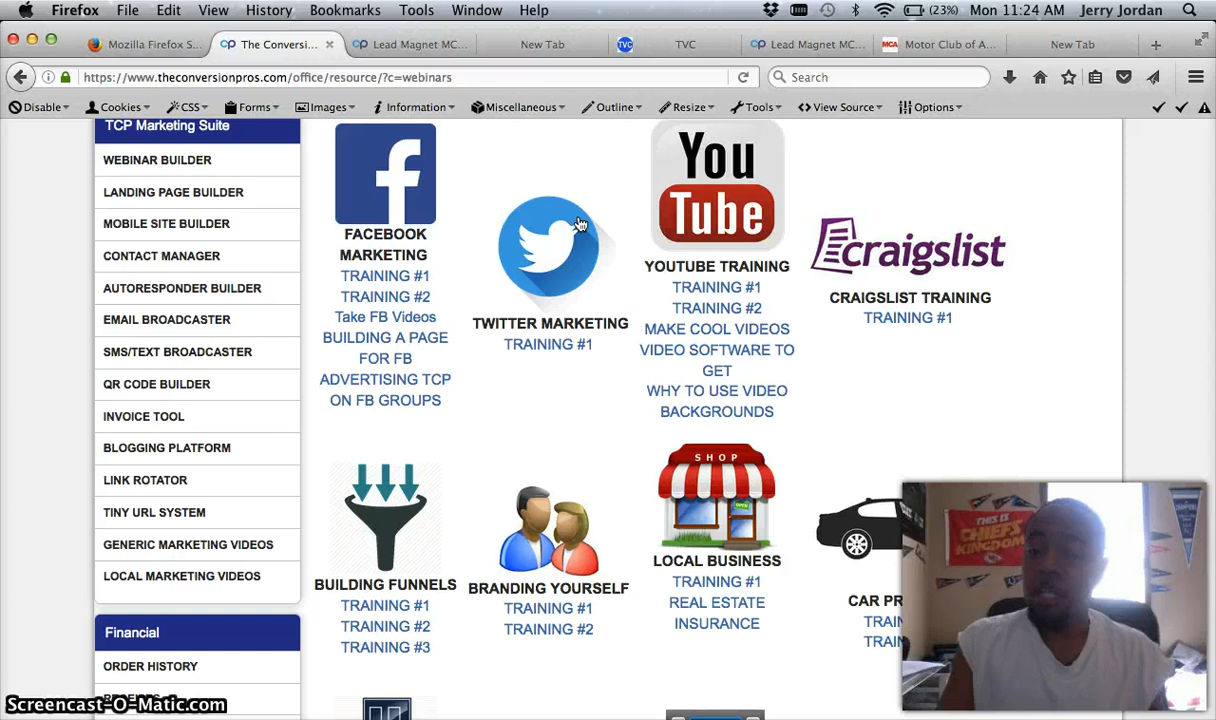 Firefox File Edit View History Bookmarks Tools Window Help (23%) Mon 11:24 AM Jerry Jordan
Mozilla Firefox S... The Conversi... Lead Magnet MC... New Tab TVC TVC Lead Magnet MC... MCA Motor Club of A... New Tab
https://www.theconversionpros.com/office/resource/?c=webinars Search
Disable Cookies CSS Forms Images Information Miscellaneous Outline Resize Tools View Source Options
TCP Marketing Suite
WEBINAR BUILDER
LANDING PAGE BUILDER
MOBILE SITE BUILDER
CONTACT MANAGER
AUTORESPONDER BUILDER
EMAIL BROADCASTER
SMS/TEXT BROADCASTER
QR CODE BUILDER
INVOICE TOOL
BLOGGING PLATFORM
LINK ROTATOR
TINY URL SYSTEM
GENERIC MARKETING VIDEOS
LOCAL MARKETING VIDEOS
Financial
ORDER HISTORY
f
FACEBOOK
MARKETING
TRAINING #1
TRAINING #2
Take FB Videos
BUILDING A PAGE
FOR FB
ADVERTISING TCP
ON FB GROUPS
TWITTER MARKETING
TRAINING #1
You
Tube
YOUTUBE TRAINING
TRAINING #1
TRAINING #2
MAKE COOL VIDEOS
VIDEO SOFTWARE TO
GET
WHY TO USE VIDEO
BACKGROUNDS
craigslist
CRAIGSLIST TRAINING
TRAINING #1
BUILDING FUNNELS
TRAINING #1
TRAINING #2
TRAINING #3
BRANDING YOURSELF
TRAINING #1
TRAINING #2
SHOP
OPEN
LOCAL BUSINESS
TRAINING #1
REAL ESTATE
INSURANCE
CAR PR
TRAIN
TRAIN
THIS IS
CHIEFS
KINGDOM
Screencast-O-Matic.com